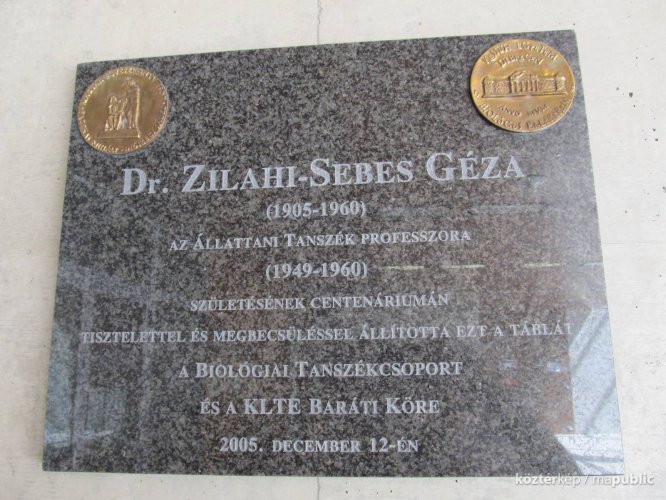 Dr. ZILAHI-SEBES GÉZA
(1905-1960)
AZ ÁLLATTANI TANSZÉK PROFESSZORA
(1949-1960)
SZÜLETÉSÉNEK CENTENÁRIUMÁN
TISZTELETTEL ÉS MEGBECSÜLÉSSEL ÁLLÍTOTTA EZT A TÁBLÁT
A BIOLÓGIAI TANSZÉKCSOPORT
ÉS A KLTE BARÁTI KÖRE
2005. DECEMBER 12-ÉN
köztérkép / mapublic